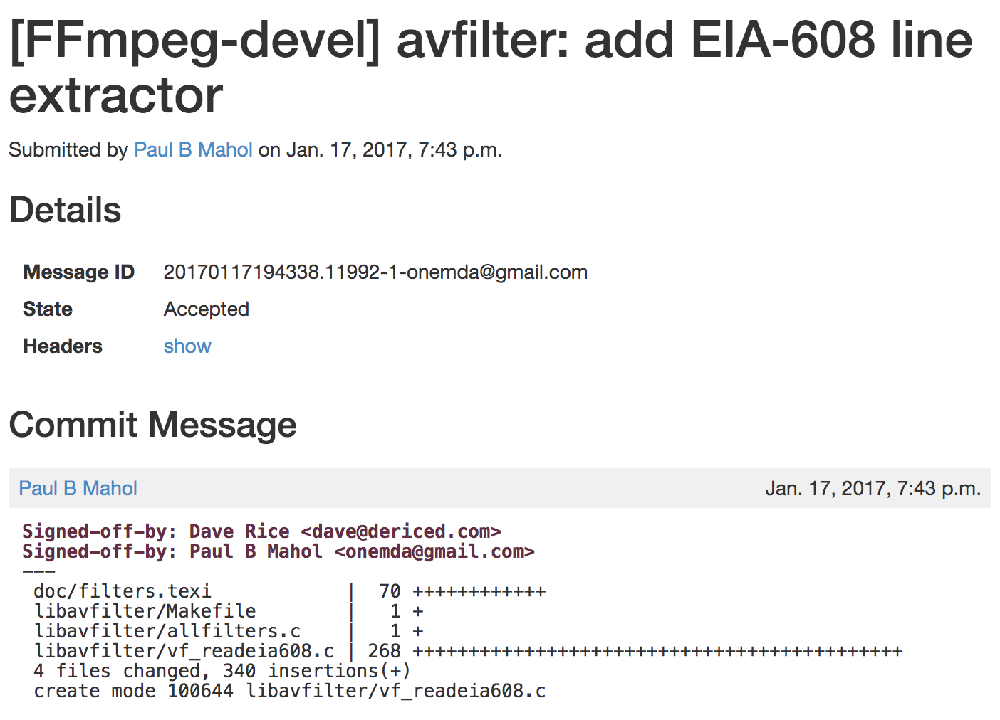 [FFmpeg-devel] avfilter: add EIA-608 line
extractor
Submitted by Paul B Mahol on Jan. 17, 2017, 7:43 p.m.
Details
Message ID 20170117194338.11992-1-onemda@gmail.com
State Accepted
Headers show
Commit Message
Paul B Mahol Jan. 17, 2017, 7:43 p.m.
Signed-off-by: Dave Rice <dave@dericed.com>
Signed-off-by: Paul B Mahol <onemda@gmail.com>
---
doc/filters.texi | 70 ++++++++++++
libavfilter/Makefile | 1 +
libavfilter/allfilters.c | 1 +
libavfilter/vf_readeia608.c | 268 ++++++++++++++++++++++++++++++++++++++++++++
4 files changed, 340 insertions(+)
create mode 100644 libavfilter/vf_readeia608.c